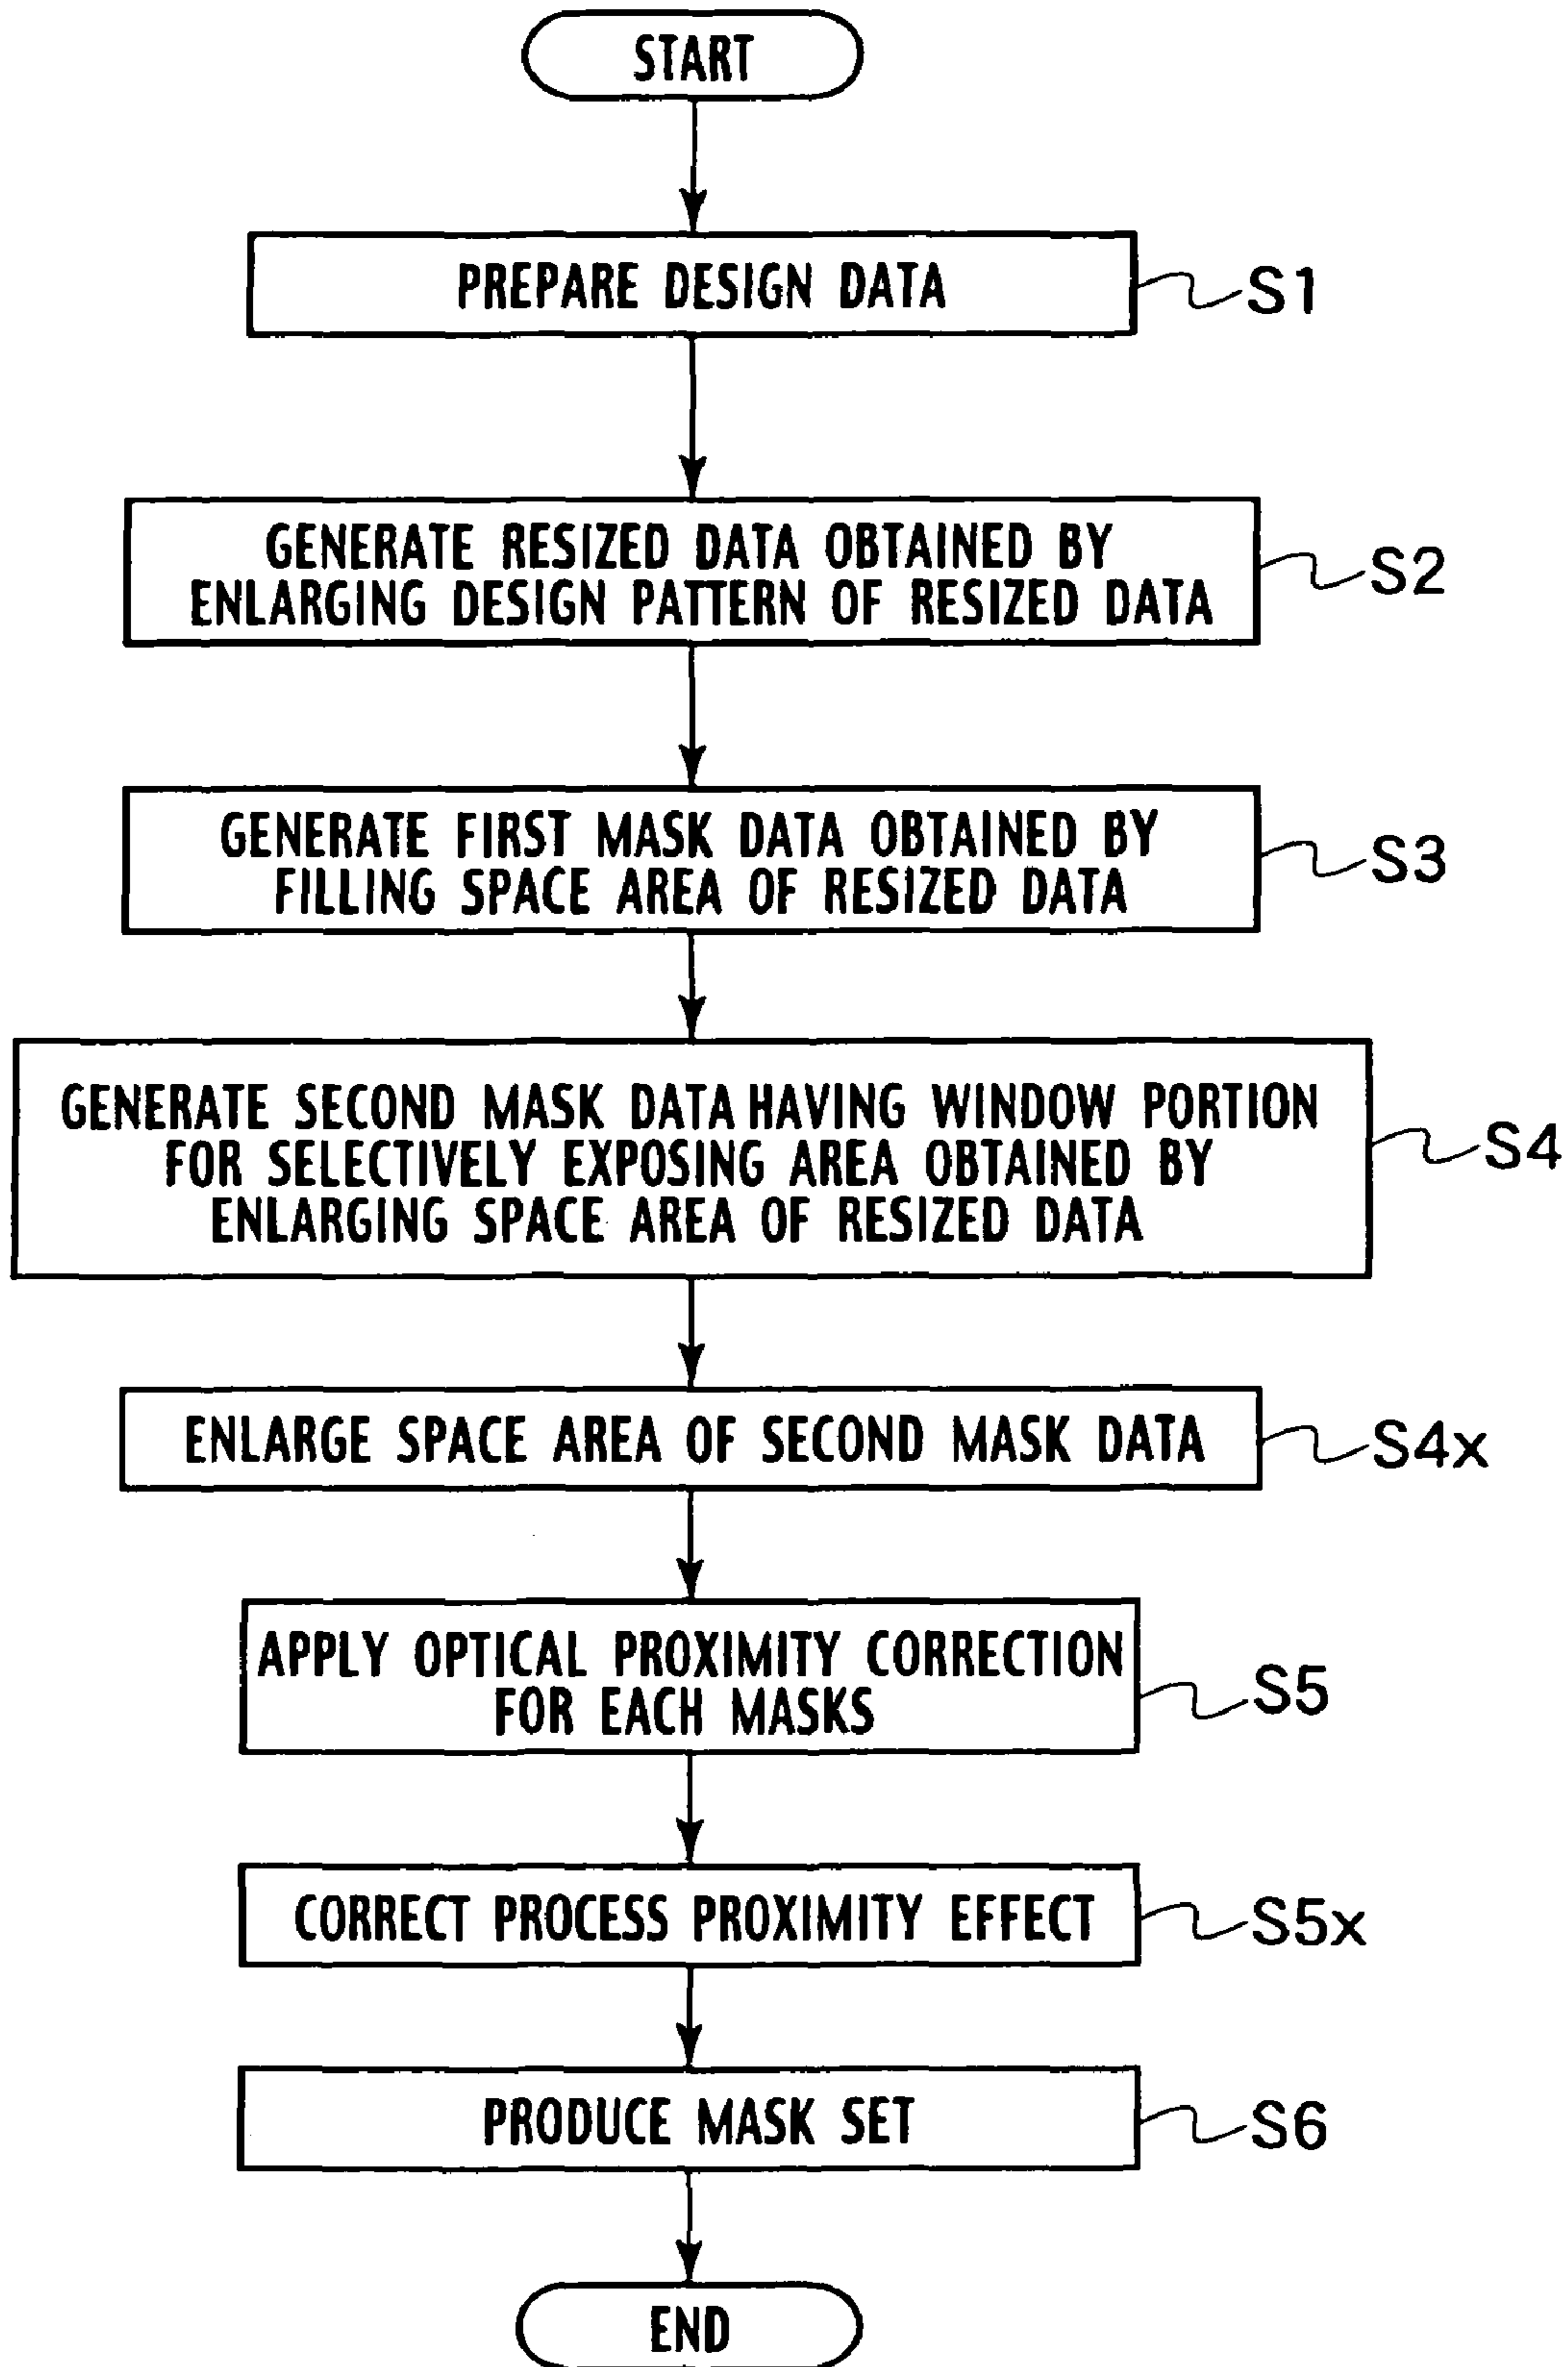 START
PREPARE DESIGN DATA
S1
GENERATE RESIZED DATA OBTAINED BY
ENLARGING DESIGN PATTERN OF RESIZED DATA
S2
GENERATE FIRST MASK DATA OBTAINED BY
FILLING SPACE AREA OF RESIZED DATA
S3
GENERATE SECOND MASK DATA HAVING WINDOW PORTION
FOR SELECTIVELY EXPOSING AREA OBTAINED BY
ENLARGING SPACE AREA OF RESIZED DATA
S4
ENLARGE SPACE AREA OF SECOND MASK DATA
S4x
APPLY OPTICAL PROXIMITY CORRECTION
FOR EACH MASKS
S5
CORRECT PROCESS PROXIMITY EFFECT
S5x
PRODUCE MASK SET
S6
END